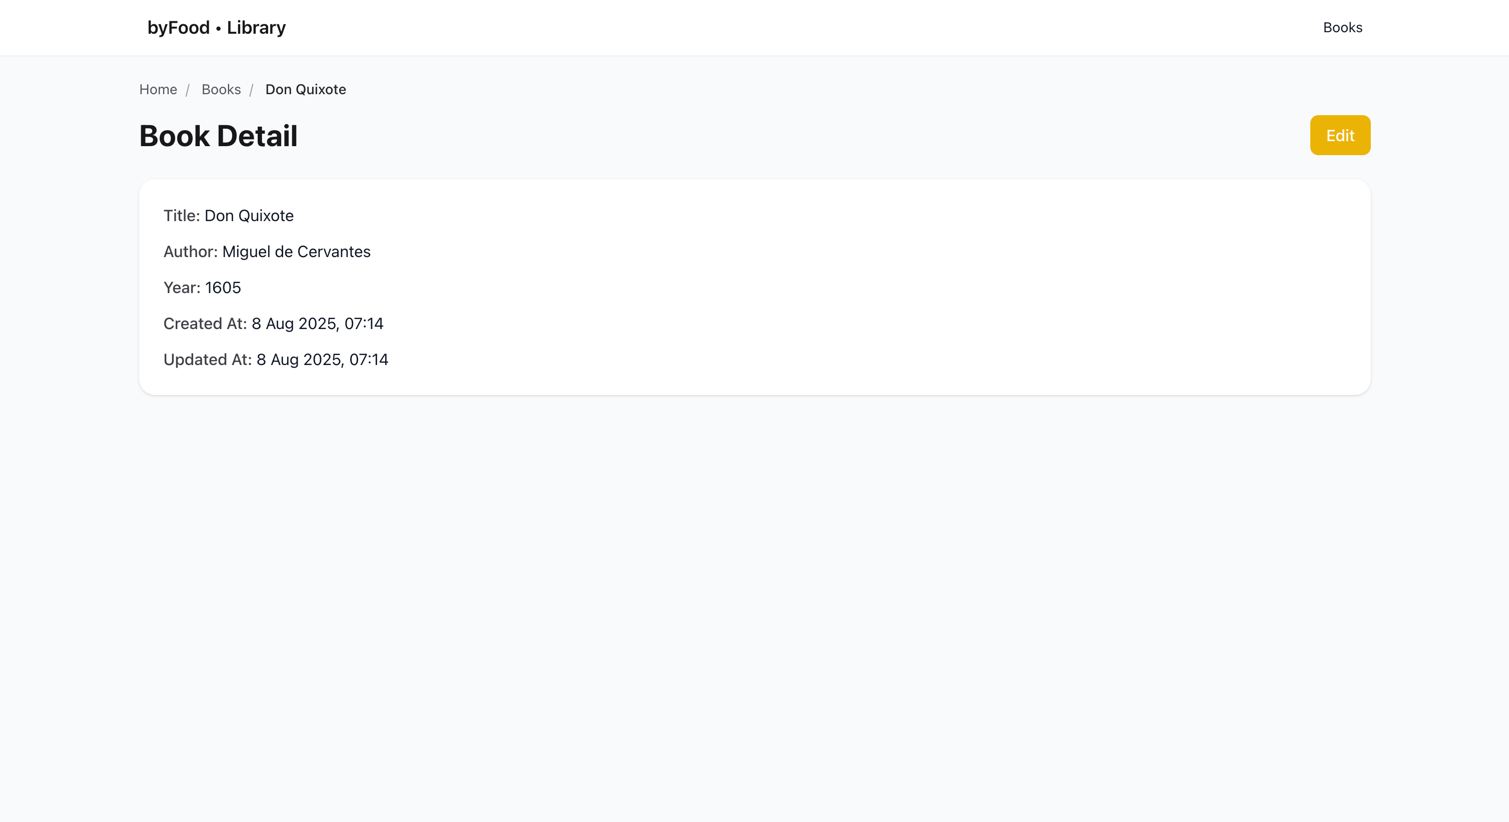 byFood • Library
Books
Home / Books / Don Quixote
Book Detail
Edit
Title: Don Quixote
Author: Miguel de Cervantes
Year: 1605
Created At: 8 Aug 2025, 07:14
Updated At: 8 Aug 2025, 07:14